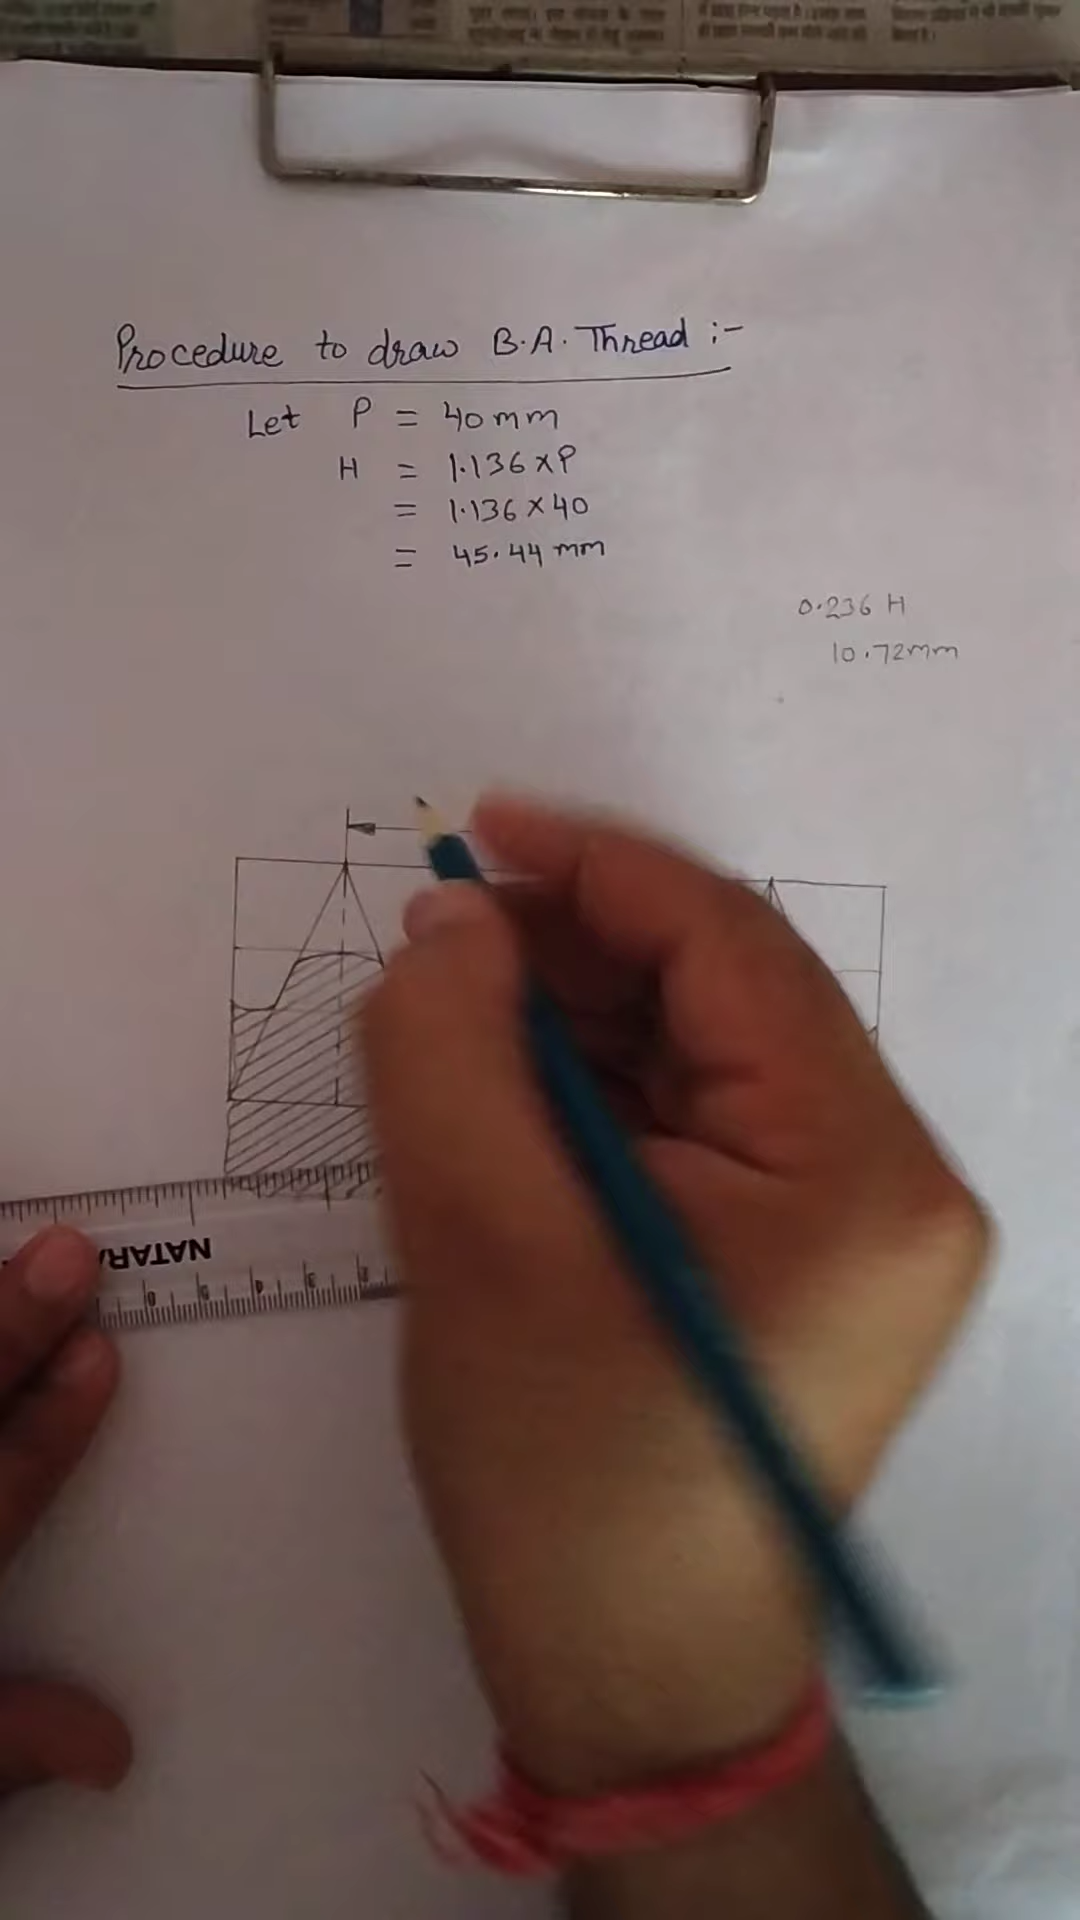 Procedure to draw B.A. Thread :-
Let P = 40 mm
H = 1.136 x P
= 1.136 x 40
= 45.44 mm
0.236 H
10.72mm
NATAR